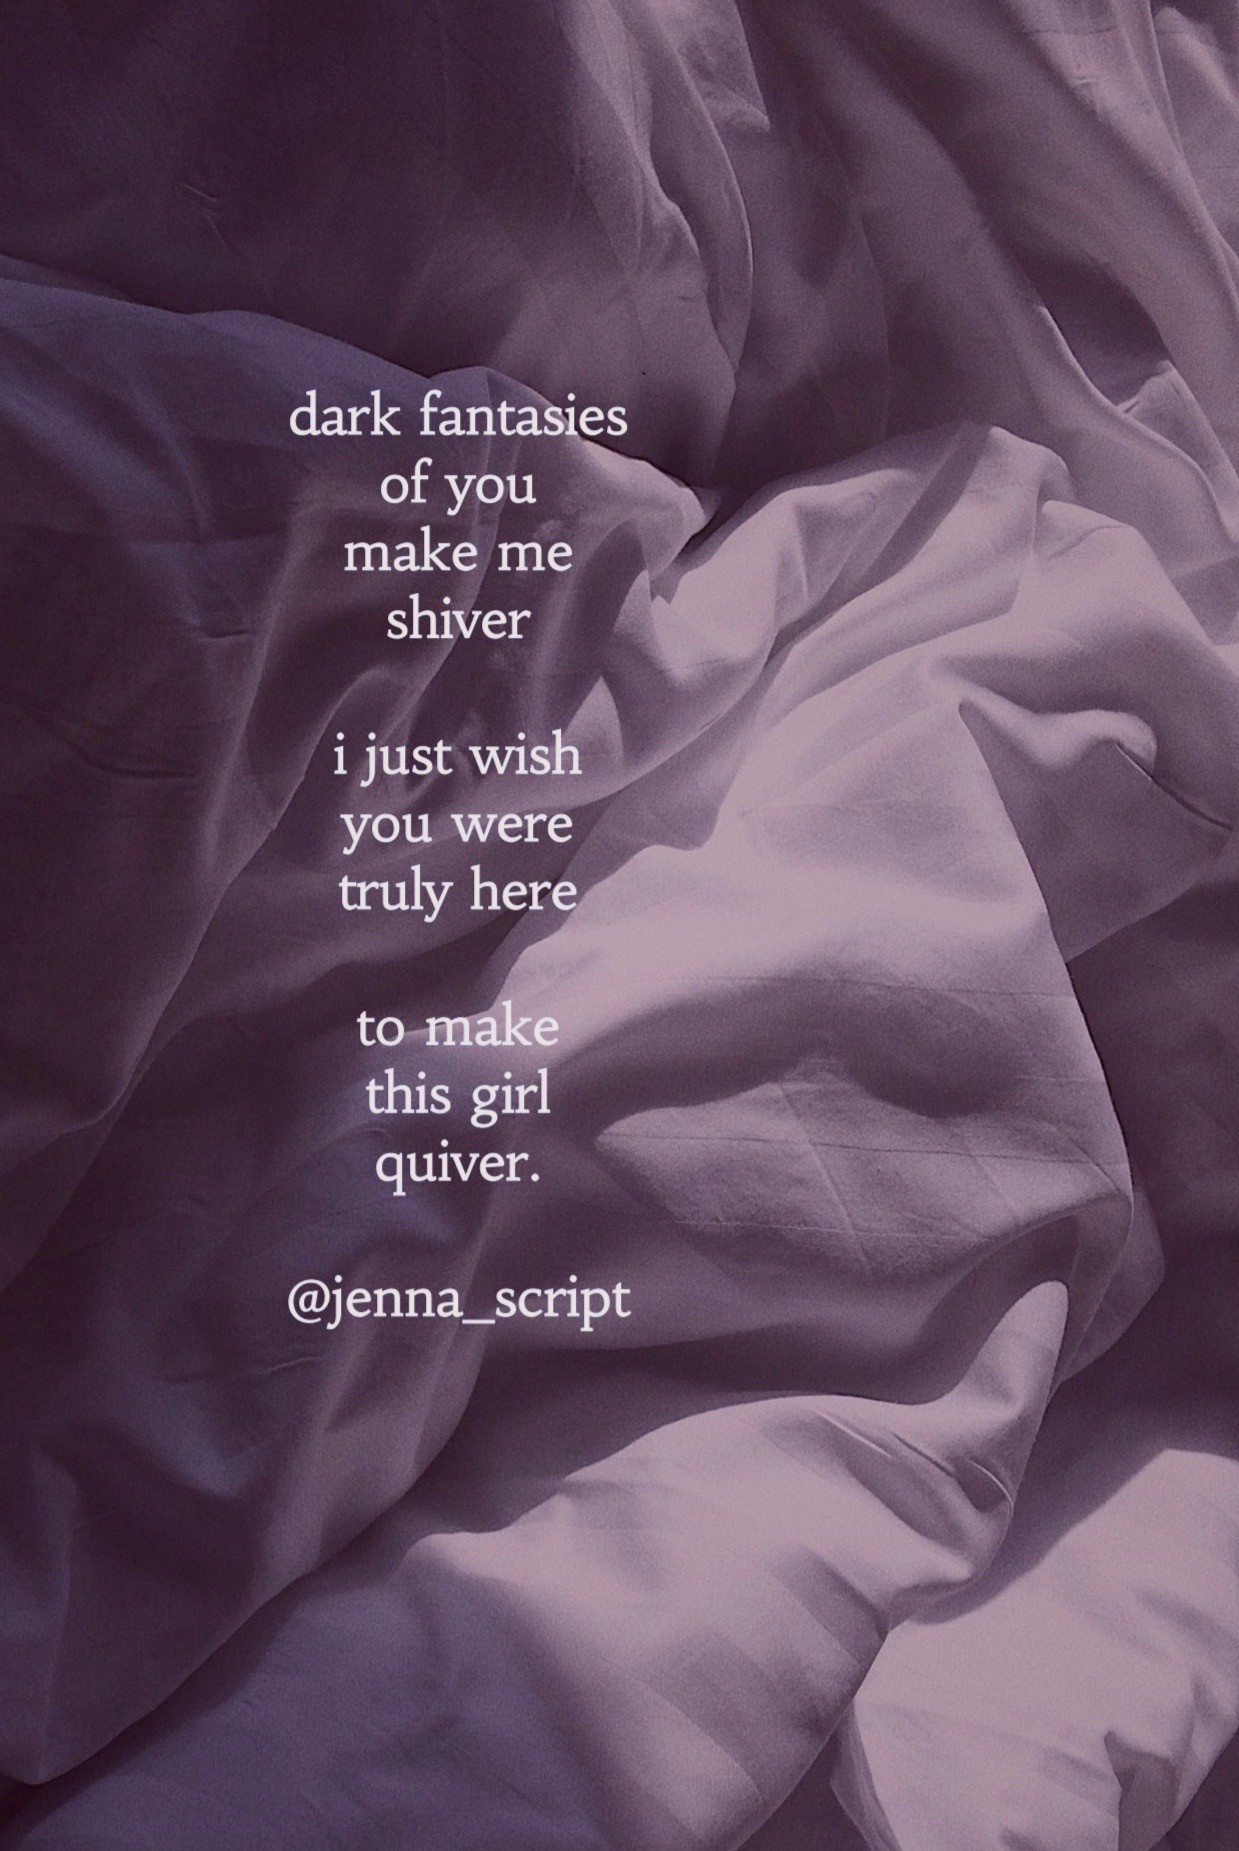 dark fantasies
of you
make me
shiver
i just wish
you were
truly here
to make
this girl
quiver.
@jenna_script